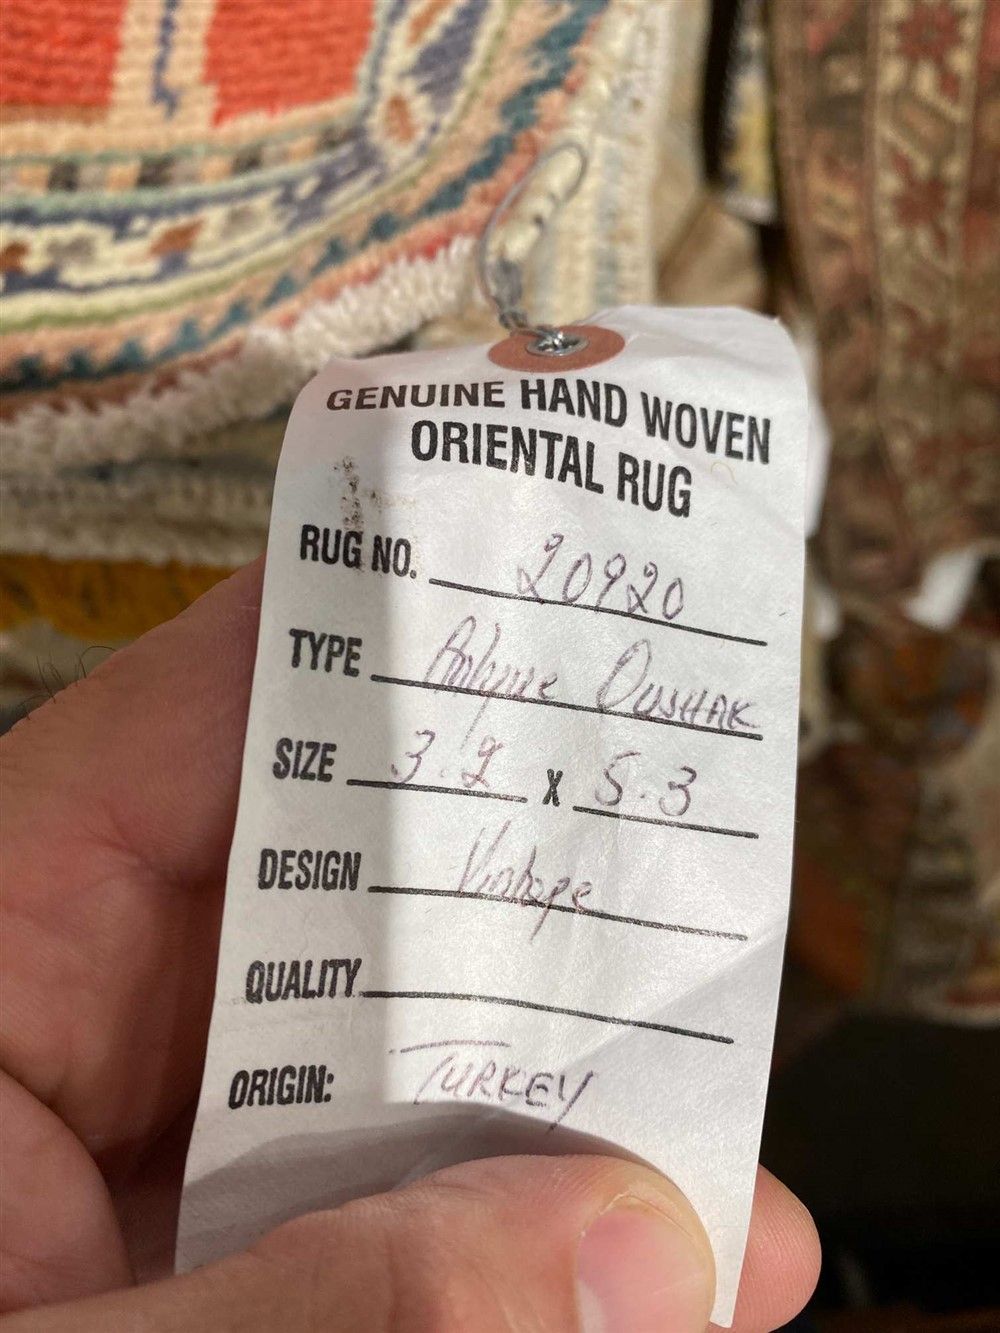 GENUINE HAND WOVEN
ORIENTAL RUG
RUG NO. 20920
TYPE Oushak
SIZE 3.2 x 5.3
DESIGN Vintage
QUALITY
ORIGIN: TURKEY